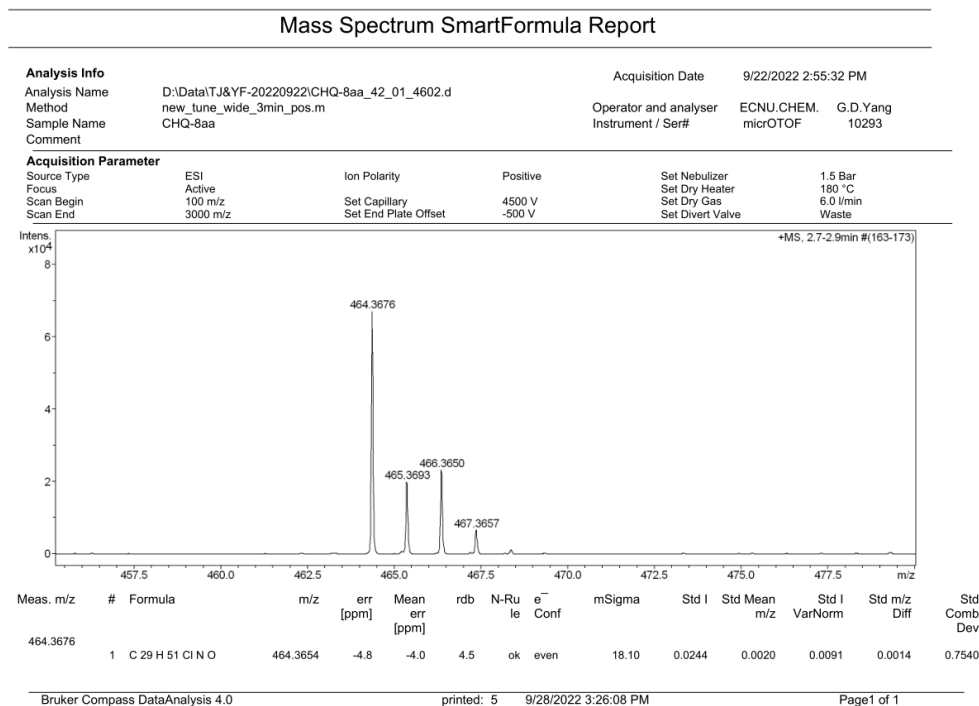 Mass Spectrum SmartFormula Report
Analysis Info
Acquisition Date 9/22/2022 2:55:32 PM
Analysis Name D:\Data\TJ&YF-20220922\CHQ-8aa_42_01_4602.d
Method new_tune_wide_3min_pos.m Operator and analyser ECNU.CHEM. G.D.Yang
Sample Name CHQ-8aa Instrument / Ser# micrOTOF 10293
Comment
Acquisition Parameter
Source Type ESI Ion Polarity Positive Set Nebulizer 1.5 Bar
Focus Active Set Dry Heater 180 °C
Scan Begin 100 m/z Set Capillary 4500 V Set Dry Gas 6.0 l/min
Scan End 3000 m/z Set End Plate Offset -500 V Set Divert Valve Waste
Intens. +MS, 2.7-2.9min #(163-173)
x10⁴
8
464.3676
6
4
466.3650
465.3693
2
467.3657
0
457.5 460.0 462.5 465.0 467.5 470.0 472.5 475.0 477.5 m/z
Meas. m/z # Formula m/z err Mean rdb N-Ru e⁻ mSigma Std I Std Mean Std I Std m/z Std
[ppm] err le Conf m/z VarNorm Diff Comb
[ppm] Dev
464.3676
1 C 29 H 51 Cl N O 464.3654 -4.8 -4.0 4.5 ok even 18.10 0.0244 0.0020 0.0091 0.0014 0.7540
Bruker Compass DataAnalysis 4.0 printed: 5 9/28/2022 3:26:08 PM Page1 of 1